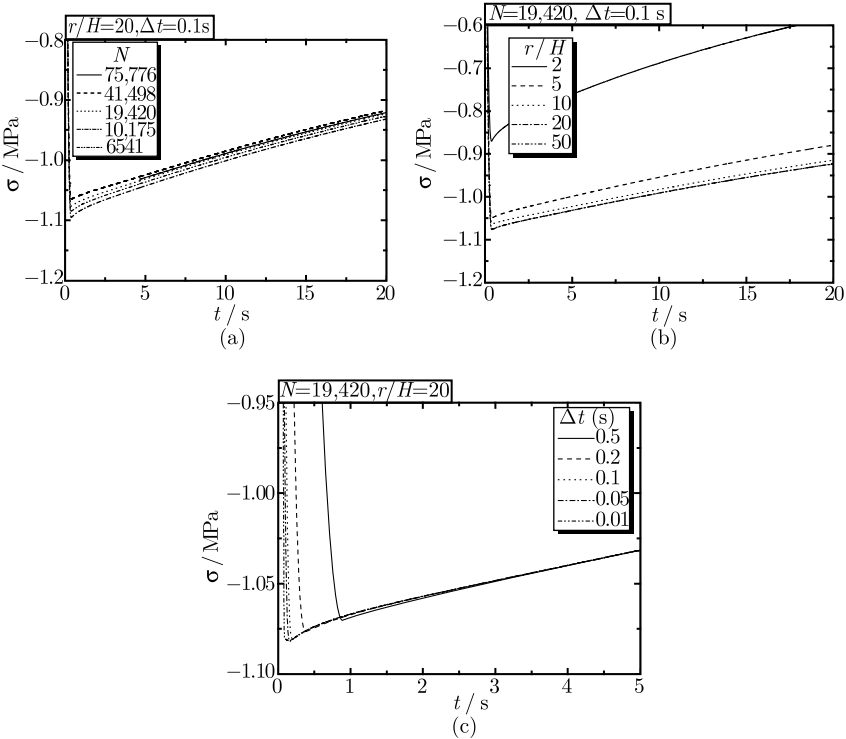 r/H=20,Δt=0.1s
N
75,776
41,498
19,420
10,175
6541
−0.8
−0.9
−1.0
−1.1
−1.2
σ / MPa
0 5 10 15 20
t / s
(a)
N=19,420, Δt=0.1 s
r / H
2
5
10
20
50
−0.6
−0.7
−0.8
−0.9
−1.0
−1.1
−1.2
σ / MPa
0 5 10 15 20
t / s
(b)
N=19,420,r/H=20
Δt (s)
0.5
0.2
0.1
0.05
0.01
−0.95
−1.00
−1.05
−1.10
σ / MPa
0 1 2 3 4 5
t / s
(c)